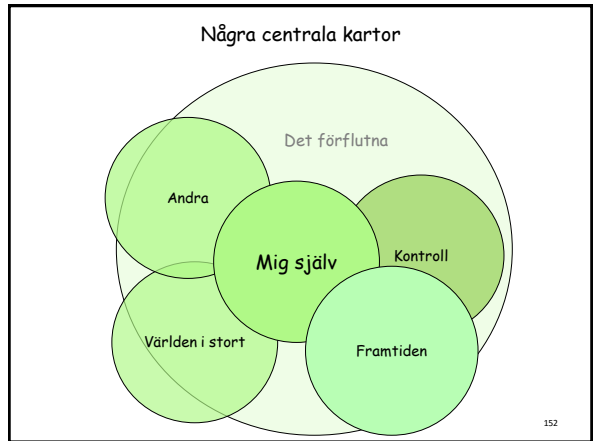 Några centrala kartor
Det förflutna
Andra
Mig själv
Kontroll
Världen i stort
Framtiden
152